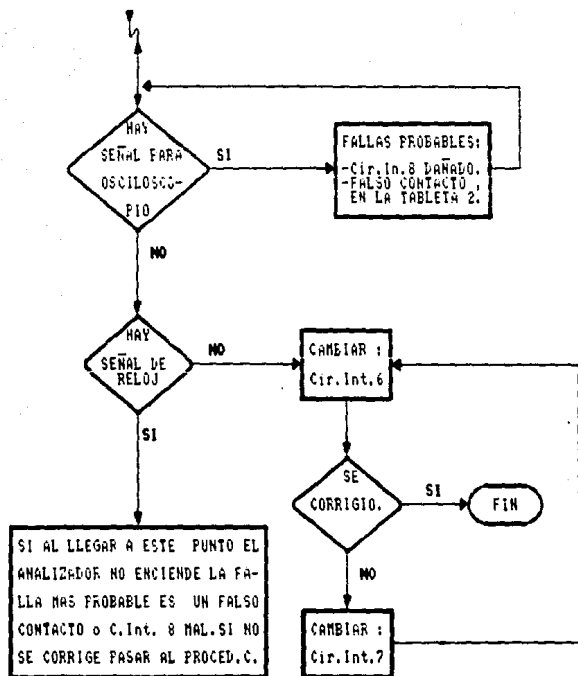 HAY
SEÑAL PARA
OSCILOSCO-
PIO
SI
FALLAS PROBABLES:
-Cir.In.8 DAÑADO.
-FALSO CONTACTO,
EN LA TABLETA 2.
NO
HAY
SEÑAL DE
RELOJ
NO
CAMBIAR :
Cir.Int.6
SI
SE
CORRIGIO.
SI
FIN
NO
SI AL LLEGAR A ESTE PUNTO EL
ANALIZADOR NO ENCIENDE LA FA-
LLA MAS PROBABLE ES UN FALSO
CONTACTO o C.Int. 8 MAL.SI NO
SE CORRIGE PASAR AL PROCED.C.
CAMBIAR :
Cir.Int.7